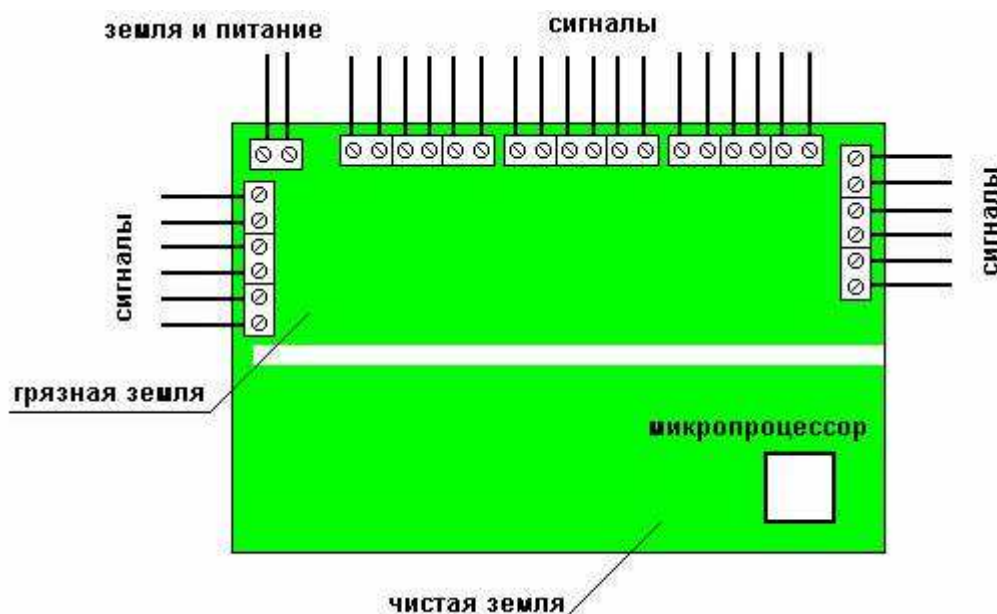 земля и питание
сигналы
сигналы
сигналы
грязная земля
микропроцессор
чистая земля